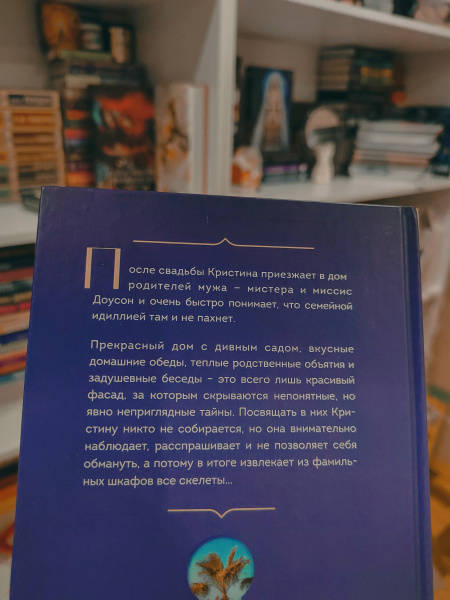 После свадьбы Кристина приезжает в дом
родителей мужа – мистера и миссис
Доусон и очень быстро понимает, что семейной
идиллией там и не пахнет.
Прекрасный дом с дивным садом, вкусные
домашние обеды, теплые родственные объятия и
задушевные беседы – это всего лишь красивый
фасад, за которым скрываются непонятные, но
явно неприглядные тайны. Посвящать в них Кри-
стину никто не собирается, но она внимательно
наблюдает, расспрашивает и не позволяет себя
обмануть, а потому в итоге извлекает из фамиль-
ных шкафов все скелеты...